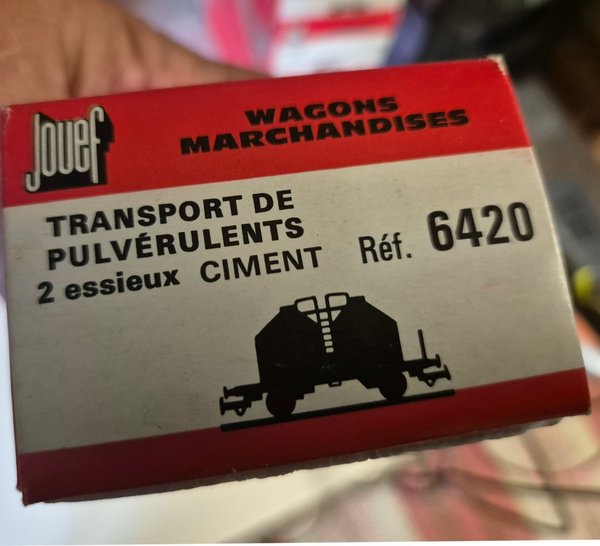 Jouef
WAGONS
MARCHANDISES
TRANSPORT DE
PULVÉRULENTS
2 essieux CIMENT
Réf. 6420